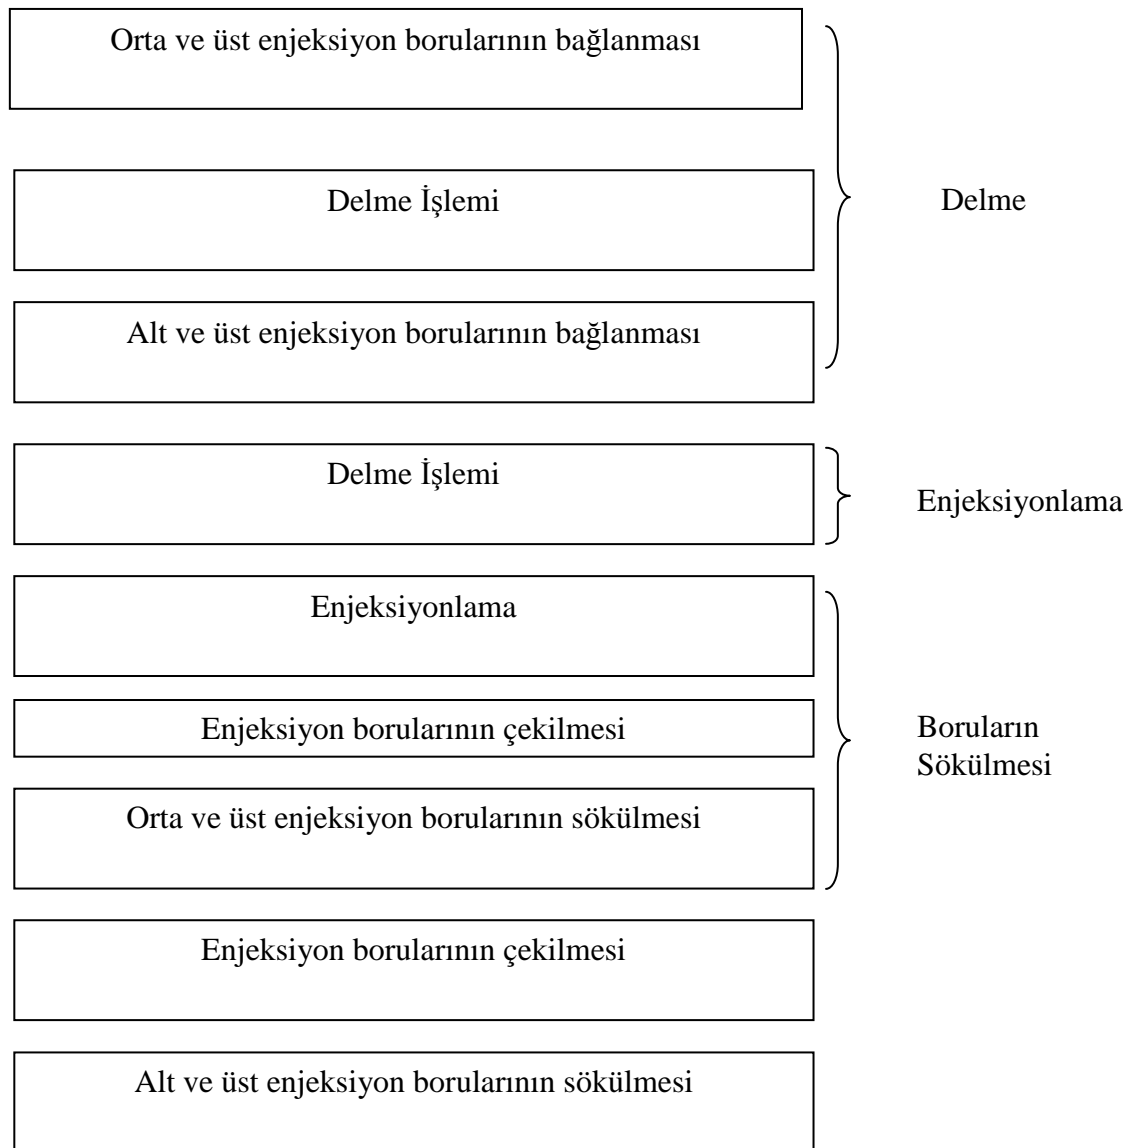 Orta ve üst enjeksiyon borularının bağlanması
Delme İşlemi
Delme
Alt ve üst enjeksiyon borularının bağlanması
Delme İşlemi
Enjeksiyonlama
Enjeksiyonlama
Enjeksiyon borularının çekilmesi
Boruların
Sökülmesi
Orta ve üst enjeksiyon borularının sökülmesi
Enjeksiyon borularının çekilmesi
Alt ve üst enjeksiyon borularının sökülmesi